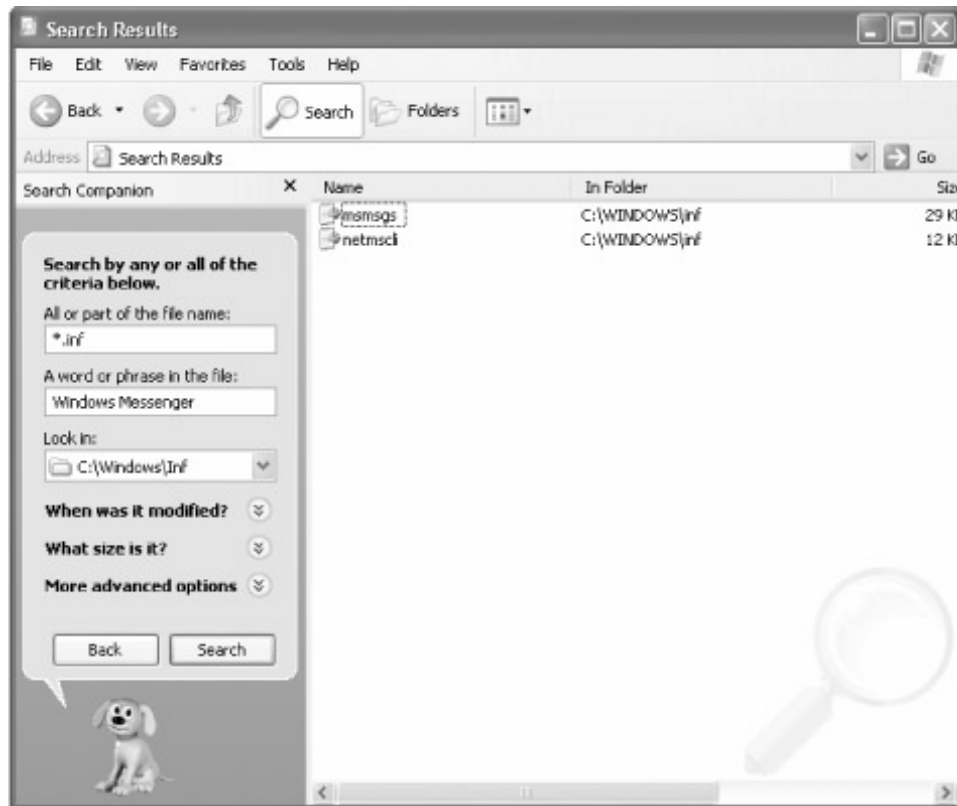 Search Results
File Edit View Favorites Tools Help
Back Search Folders
Address Search Results Go
Search Companion
Name In Folder Siz
msmsgs C:\WINDOWS\inf 29 K
netmscli C:\WINDOWS\inf 12 K
Search by any or all of the
criteria below.
All or part of the file name:
*.inf
A word or phrase in the file:
Windows Messenger
Look in:
C:\Windows\Inf
When was it modified?
What size is it?
More advanced options
Back Search